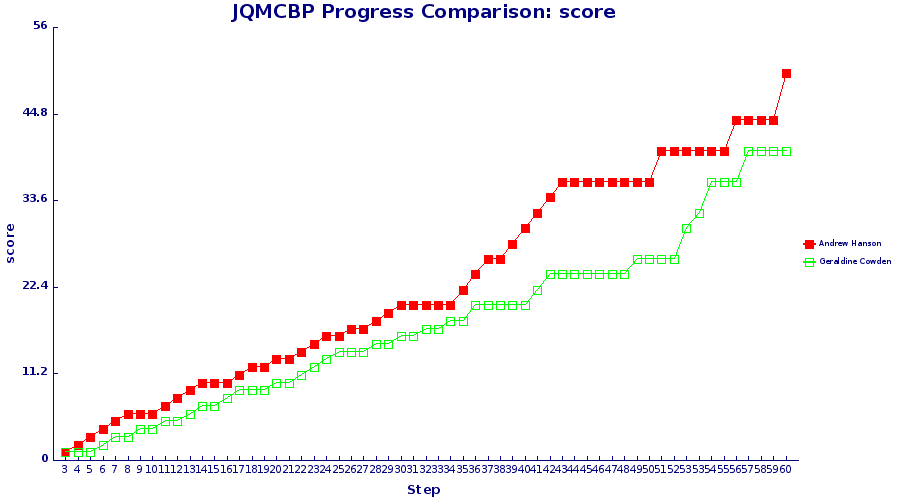 JQMCBP Progress Comparison: score
56
44.8
33.6
22.4
11.2
0
score
3 4 5 6 7 8 9 10 11 12 13 14 15 16 17 18 19 20 21 22 23 24 25 26 27 28 29 30 31 32 33 34 35 36 37 38 39 40 41 42 43 44 45 46 47 48 49 50 51 52 53 54 55 56 57 58 59 60
Step
Andrew Hanson
Geraldine Cowden